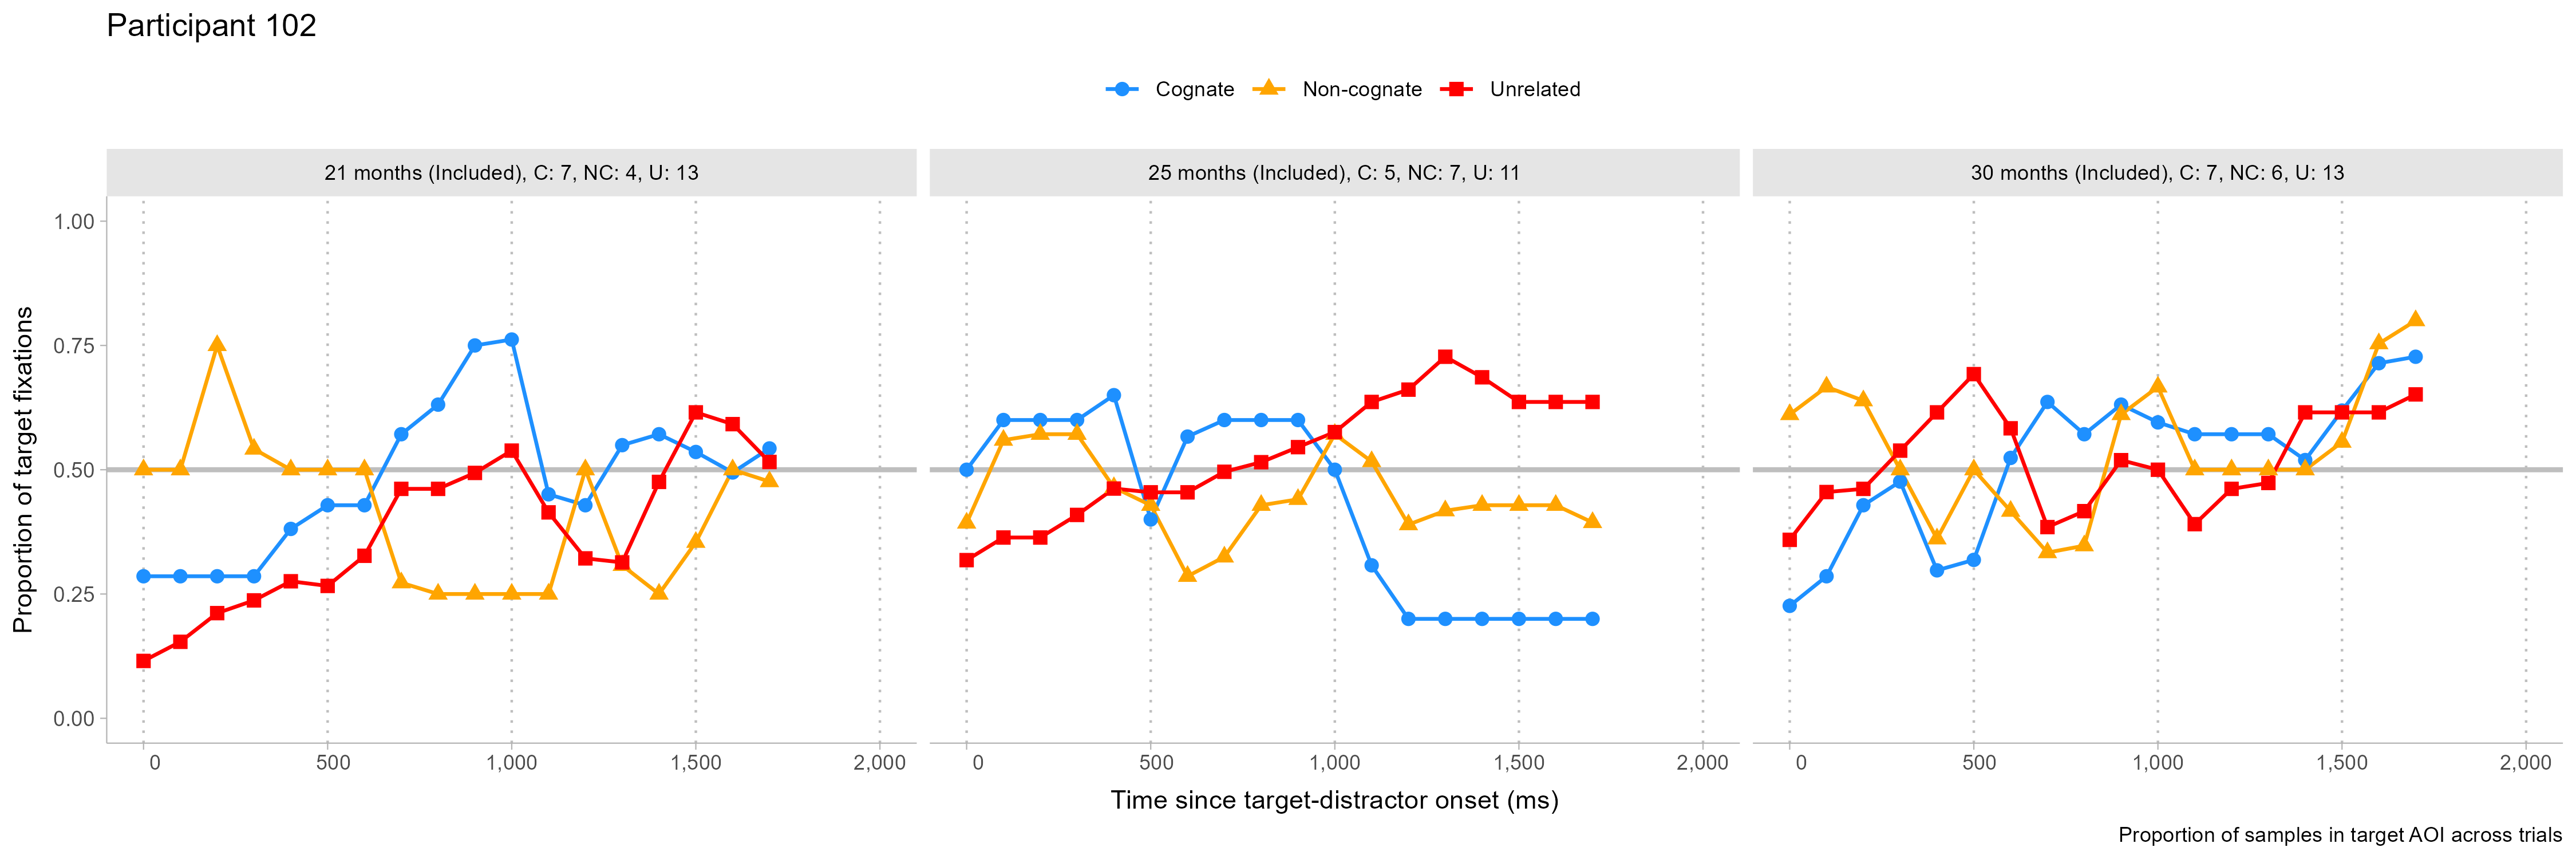 Participant 102
Cognate Non-cognate Unrelated
21 months (Included), C: 7, NC: 4, U: 13
25 months (Included), C: 5, NC: 7, U: 11
30 months (Included), C: 7, NC: 6, U: 13
Proportion of target fixations
1.00
0.75
0.50
0.25
0.00
0 500 1,000 1,500 2,000
0 500 1,000 1,500 2,000
0 500 1,000 1,500 2,000
Time since target-distractor onset (ms)
Proportion of samples in target AOI across trials